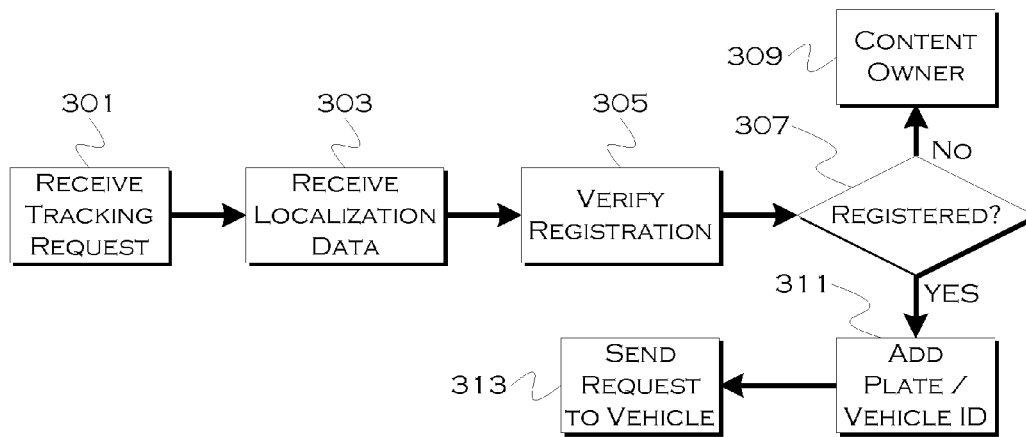 309
CONTENT
OWNER
301
303
305
307
NO
RECEIVE
TRACKING
REQUEST
RECEIVE
LOCALIZATION
DATA
VERIFY
REGISTRATION
REGISTERED?
311
YES
313
SEND
REQUEST
TO VEHICLE
ADD
PLATE /
VEHICLE ID